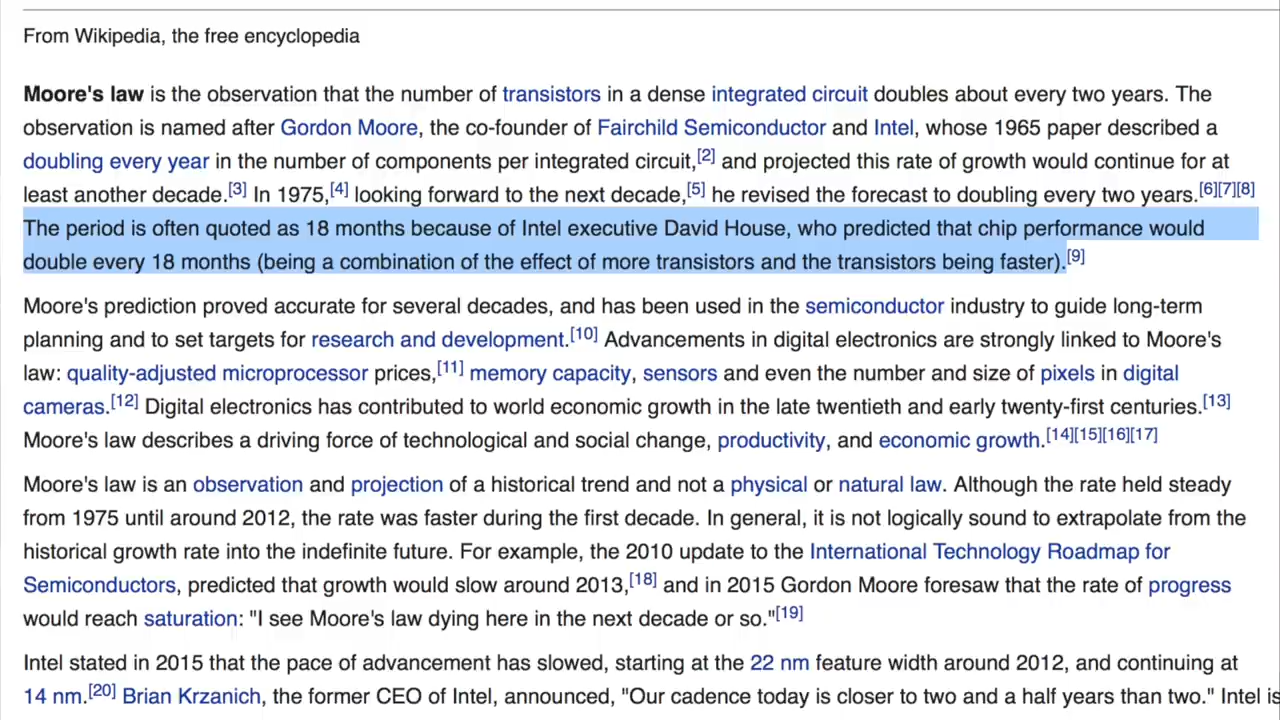 From Wikipedia, the free encyclopedia
Moore's law is the observation that the number of transistors in a dense integrated circuit doubles about every two years. The
observation is named after Gordon Moore, the co-founder of Fairchild Semiconductor and Intel, whose 1965 paper described a
doubling every year in the number of components per integrated circuit,[2] and projected this rate of growth would continue for at
least another decade.[3] In 1975,[4] looking forward to the next decade,[5] he revised the forecast to doubling every two years.[6][7][8]
The period is often quoted as 18 months because of Intel executive David House, who predicted that chip performance would
double every 18 months (being a combination of the effect of more transistors and the transistors being faster).[9]
Moore's prediction proved accurate for several decades, and has been used in the semiconductor industry to guide long-term
planning and to set targets for research and development.[10] Advancements in digital electronics are strongly linked to Moore's
law: quality-adjusted microprocessor prices,[11] memory capacity, sensors and even the number and size of pixels in digital
cameras.[12] Digital electronics has contributed to world economic growth in the late twentieth and early twenty-first centuries.[13]
Moore's law describes a driving force of technological and social change, productivity, and economic growth.[14][15][16][17]
Moore's law is an observation and projection of a historical trend and not a physical or natural law. Although the rate held steady
from 1975 until around 2012, the rate was faster during the first decade. In general, it is not logically sound to extrapolate from the
historical growth rate into the indefinite future. For example, the 2010 update to the International Technology Roadmap for
Semiconductors, predicted that growth would slow around 2013,[18] and in 2015 Gordon Moore foresaw that the rate of progress
would reach saturation: "I see Moore's law dying here in the next decade or so."[19]
Intel stated in 2015 that the pace of advancement has slowed, starting at the 22 nm feature width around 2012, and continuing at
14 nm.[20] Brian Krzanich, the former CEO of Intel, announced, "Our cadence today is closer to two and a half years than two." Intel is